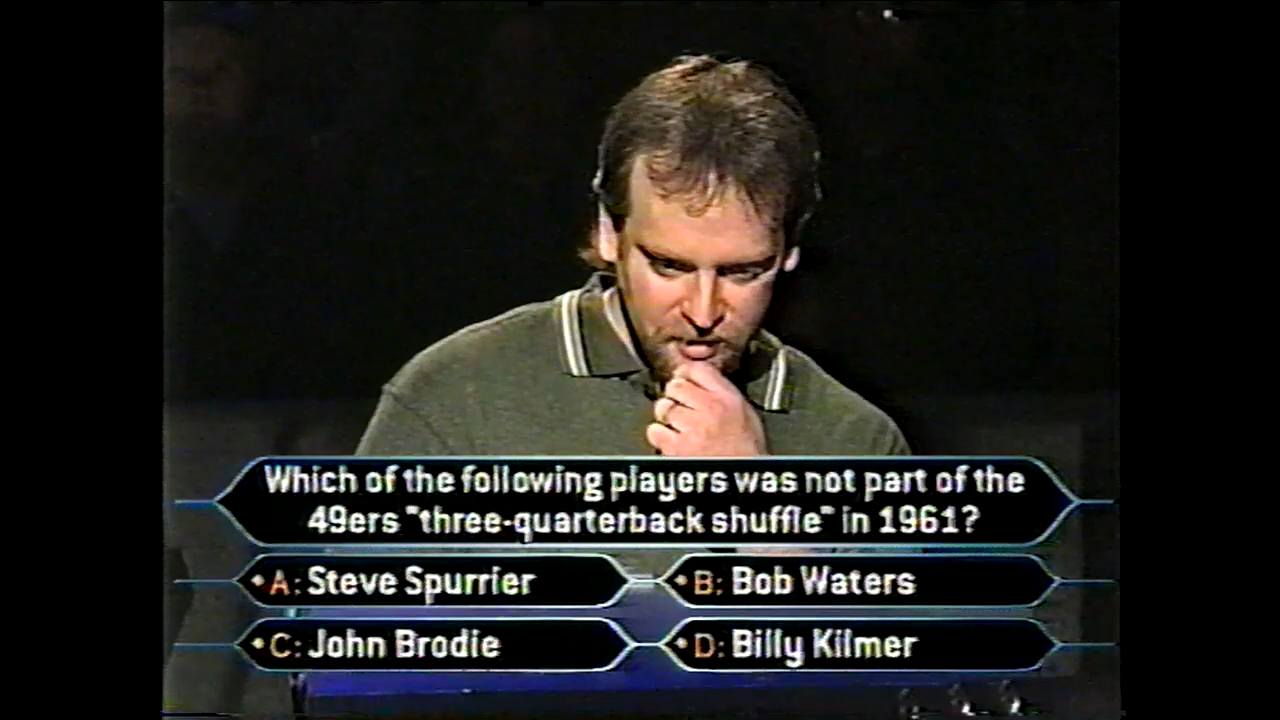 Which of the following players was not part of the
49ers "three-quarterback shuffle" in 1961?
A: Steve Spurrier
B: Bob Waters
C: John Brodie
D: Billy Kilmer